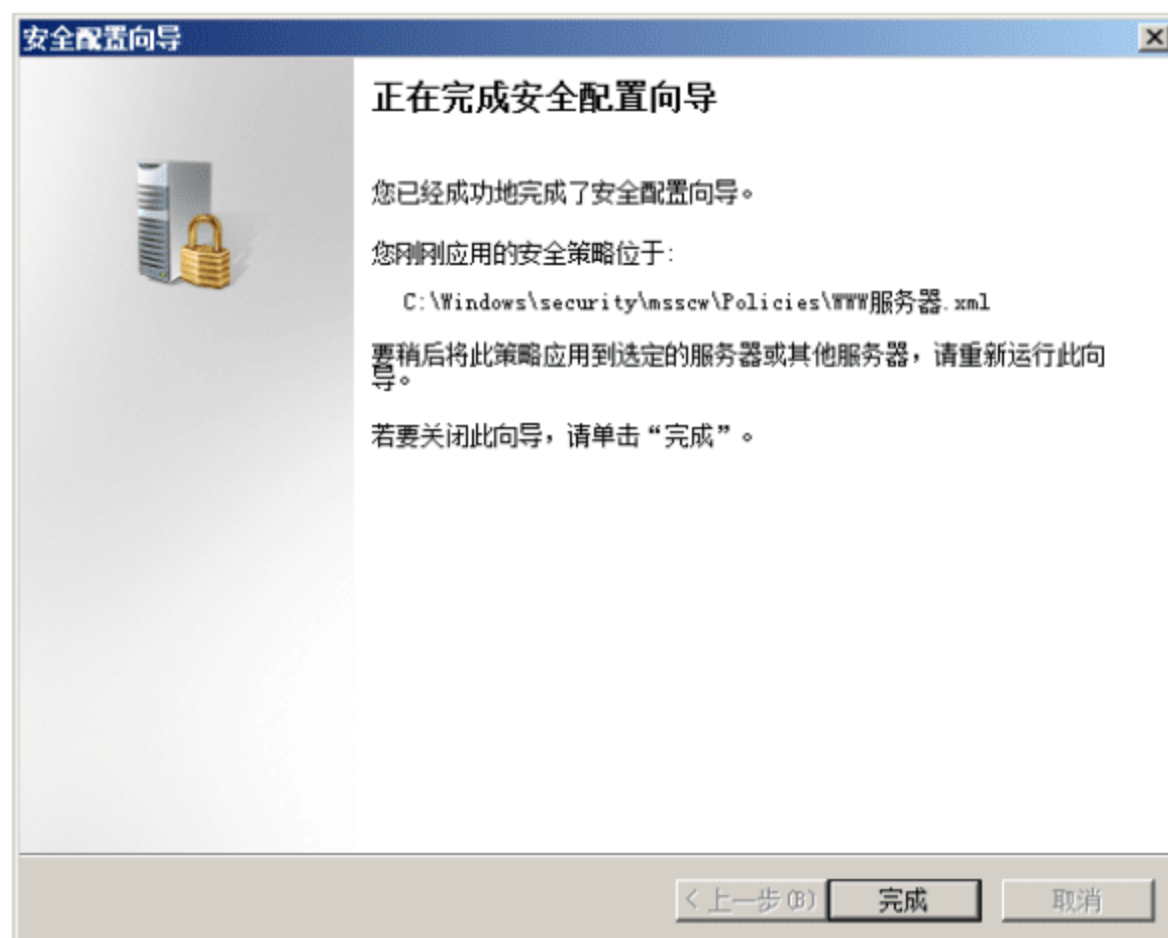 安全配置向导
正在完成安全配置向导
您已经成功地完成了安全配置向导。
您刚刚应用的安全策略位于:
C:\Windows\security\msscw\Policies\WWW服务器.xml
要稍后将此策略应用到选定的服务器或其他服务器，请重新运行此向
导。
若要关闭此向导，请单击“完成”。
< 上一步(B) 完成 取消